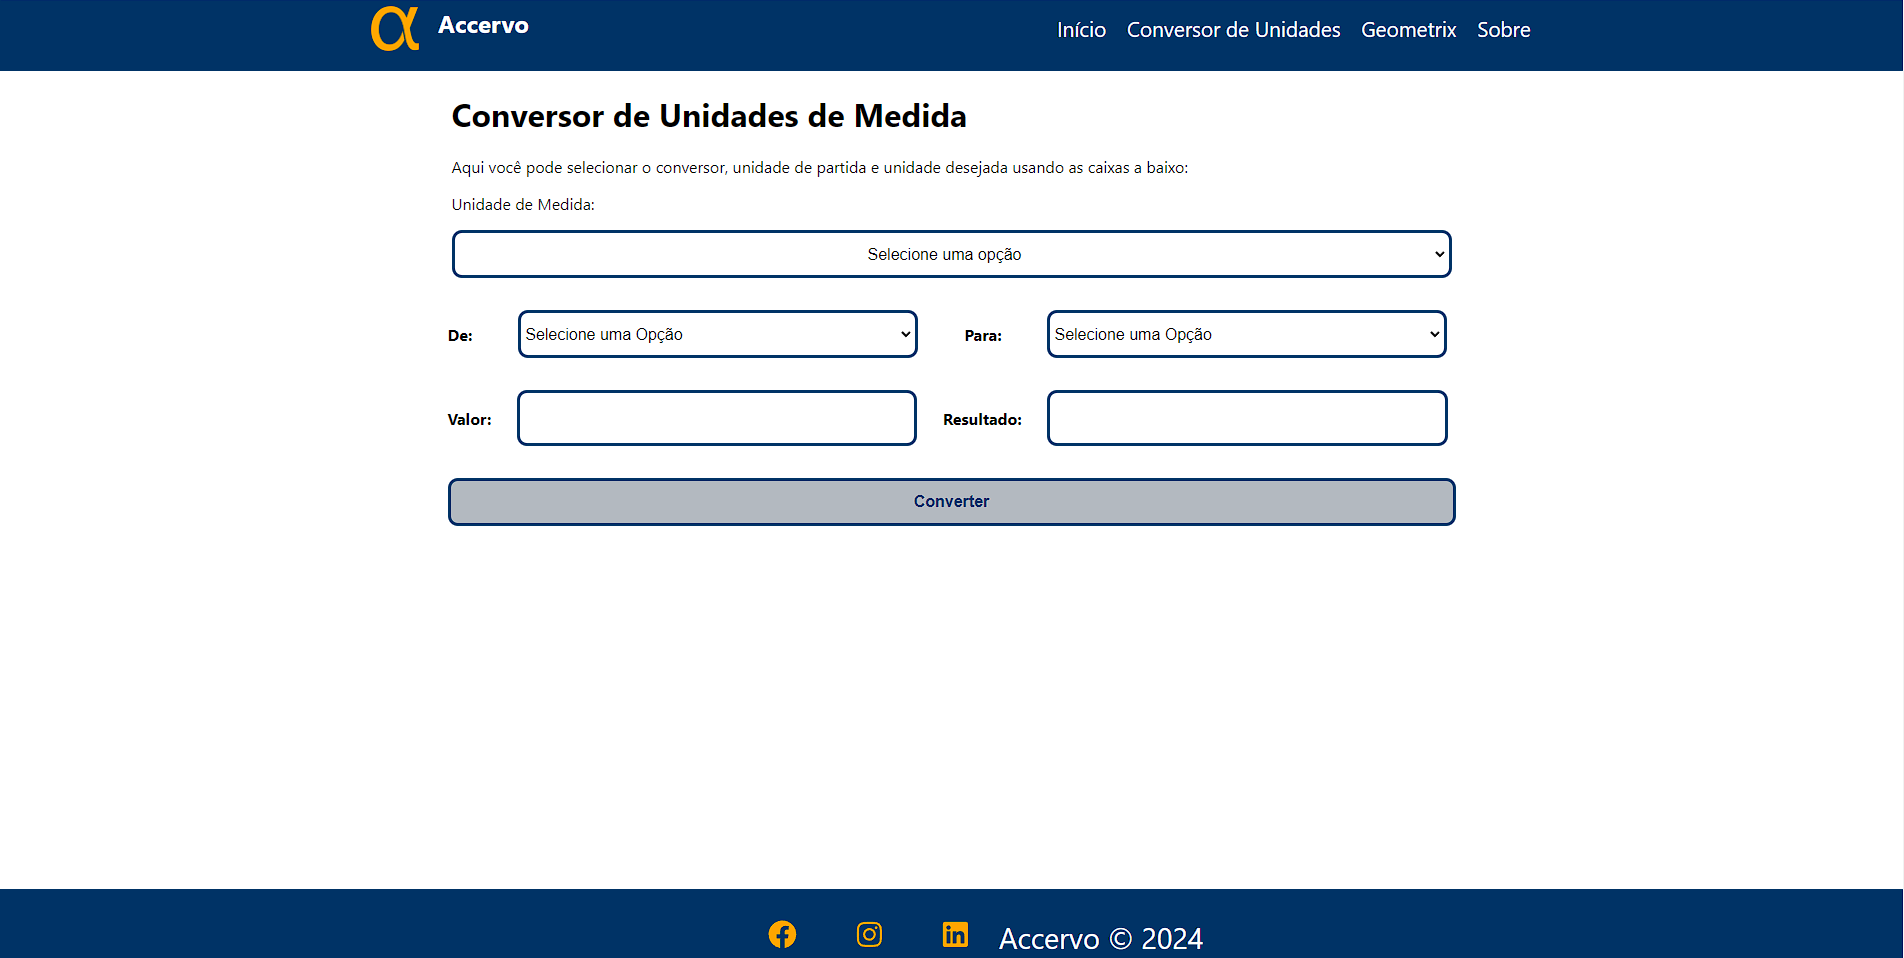 α Accervo
Início Conversor de Unidades Geometrix Sobre
Conversor de Unidades de Medida
Aqui você pode selecionar o conversor, unidade de partida e unidade desejada usando as caixas a baixo:
Unidade de Medida:
Selecione uma opção
De: Selecione uma Opção Para: Selecione uma Opção
Valor: Resultado:
Converter
Accervo © 2024